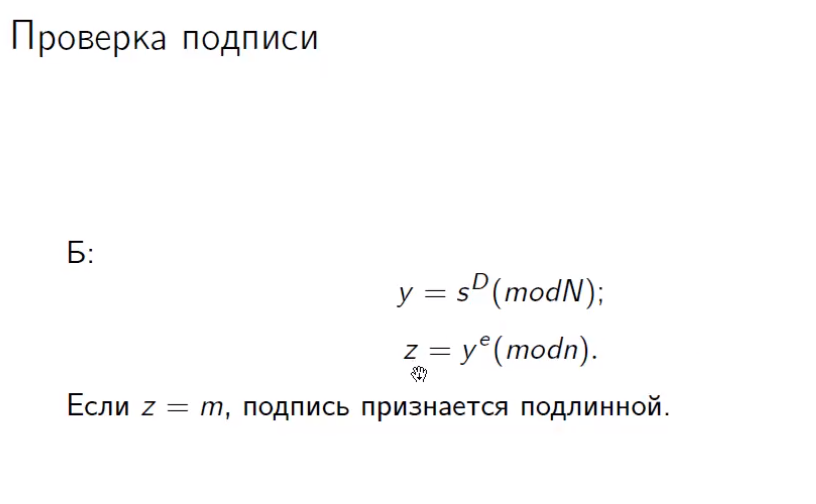 Проверка подписи
Б:
y = s^D(modN);
z = y^e(modn).
Если z = m, подпись признается подлинной.